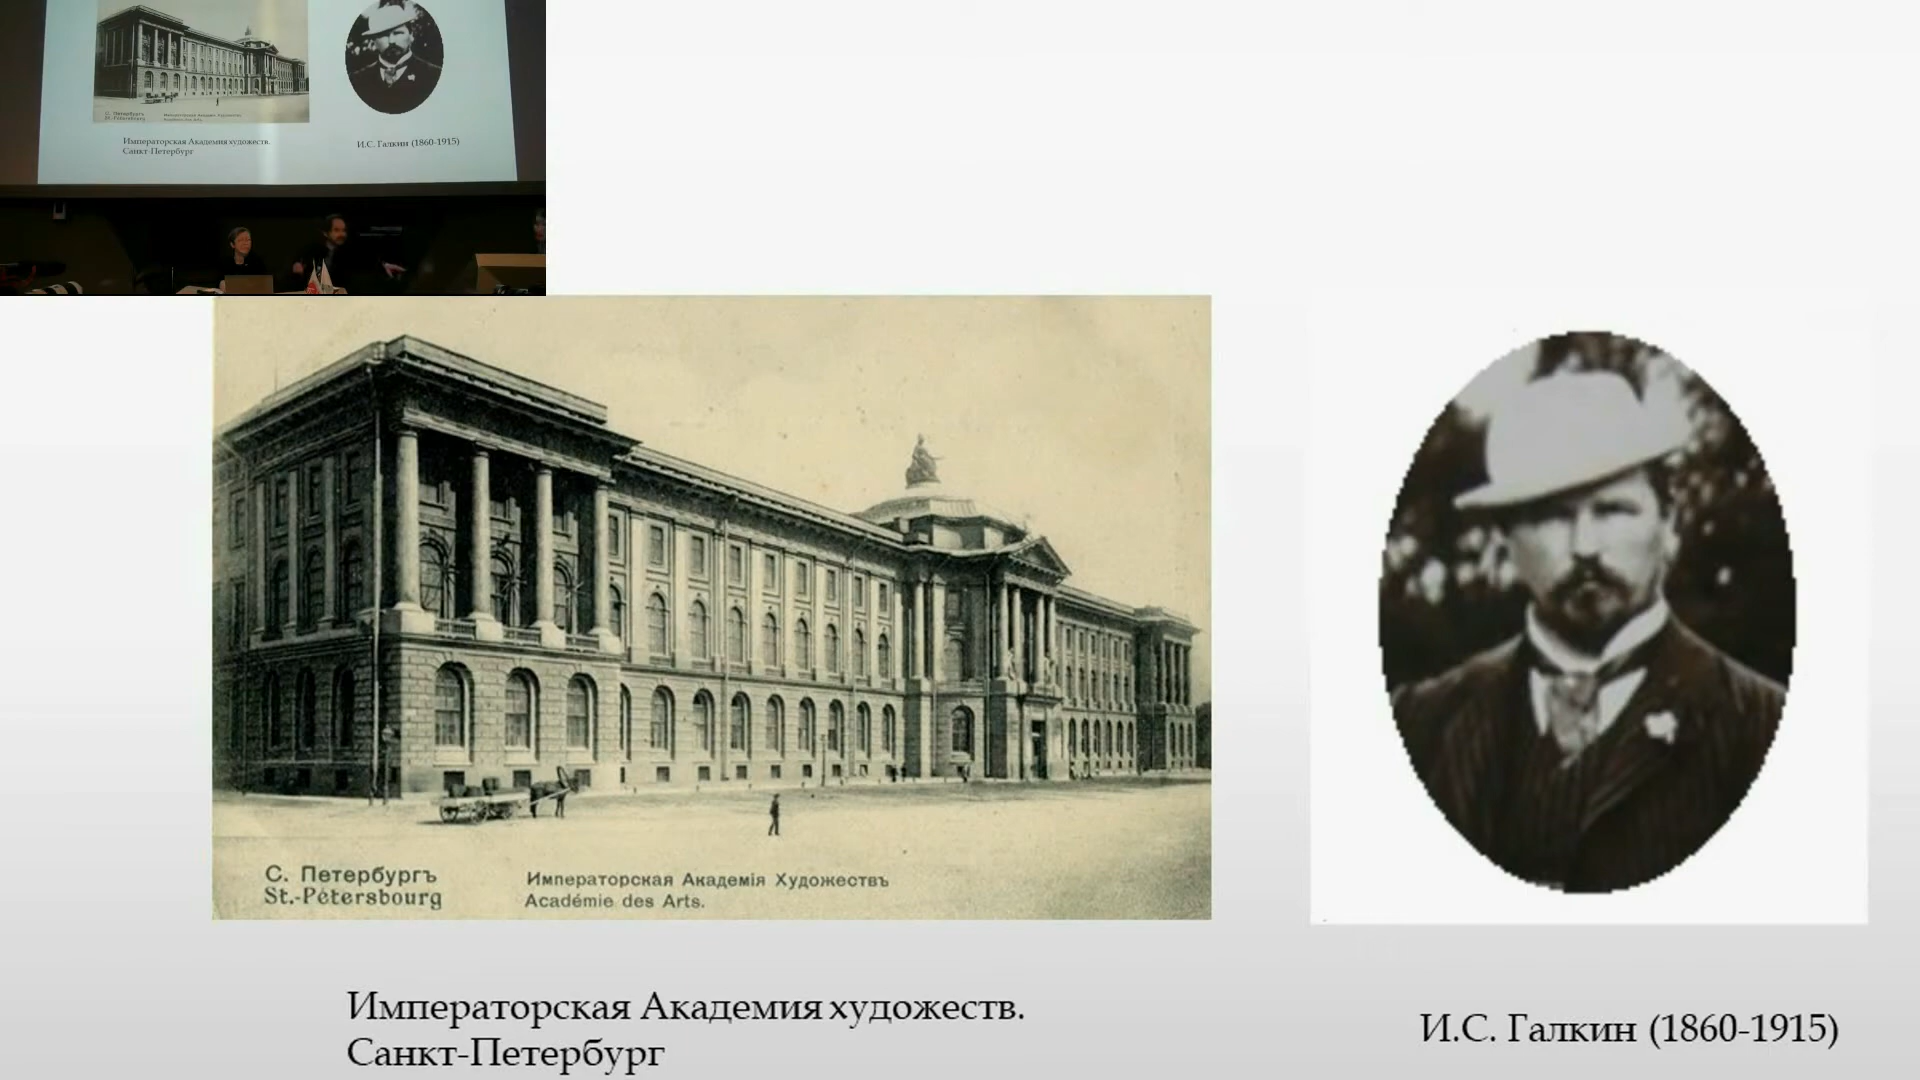 Императорская Академия художеств.
Санкт-Петербург
И.С. Галкин (1860-1915)
С. Петербургъ
St.-Pétersbourg
Императорская Академія Художествъ
Académie des Arts.
Императорская Академия художеств.
Санкт-Петербург
И.С. Галкин (1860-1915)